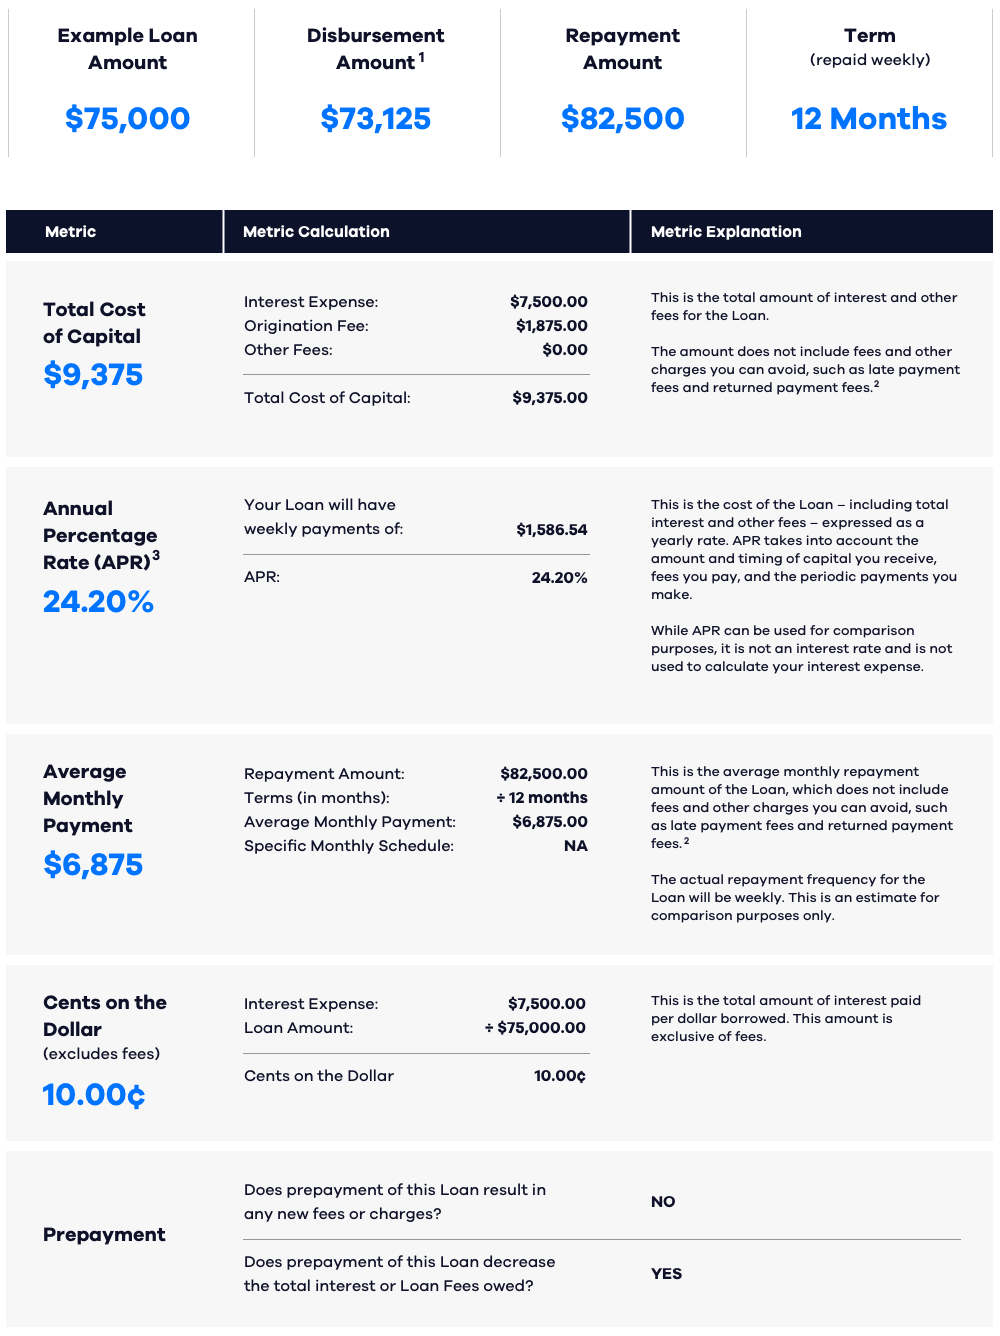 Example Loan
Amount
$75,000
Disbursement
Amount 1
$73,125
Repayment
Amount
$82,500
Term
(repaid weekly)
12 Months
Metric
Metric Calculation
Metric Explanation
Total Cost
of Capital
$9,375
Interest Expense: $7,500.00
Origination Fee: $1,875.00
Other Fees: $0.00
Total Cost of Capital: $9,375.00
This is the total amount of interest and other
fees for the Loan.
The amount does not include fees and other
charges you can avoid, such as late payment
fees and returned payment fees.2
Annual
Percentage
Rate (APR)3
24.20%
Your Loan will have
weekly payments of: $1,586.54
APR: 24.20%
This is the cost of the Loan – including total
interest and other fees – expressed as a
yearly rate. APR takes into account the
amount and timing of capital you receive,
fees you pay, and the periodic payments you
make.
While APR can be used for comparison
purposes, it is not an interest rate and is not
used to calculate your interest expense.
Average
Monthly
Payment
$6,875
Repayment Amount: $82,500.00
Terms (in months): ÷ 12 months
Average Monthly Payment: $6,875.00
Specific Monthly Schedule: NA
This is the average monthly repayment
amount of the Loan, which does not include
fees and other charges you can avoid, such
as late payment fees and returned payment
fees.2
The actual repayment frequency for the
Loan will be weekly. This is an estimate for
comparison purposes only.
Cents on the
Dollar
(excludes fees)
10.00¢
Interest Expense: $7,500.00
Loan Amount: ÷ $75,000.00
Cents on the Dollar 10.00¢
This is the total amount of interest paid
per dollar borrowed. This amount is
exclusive of fees.
Prepayment
Does prepayment of this Loan result in
any new fees or charges?
NO
Does prepayment of this Loan decrease
the total interest or Loan Fees owed?
YES